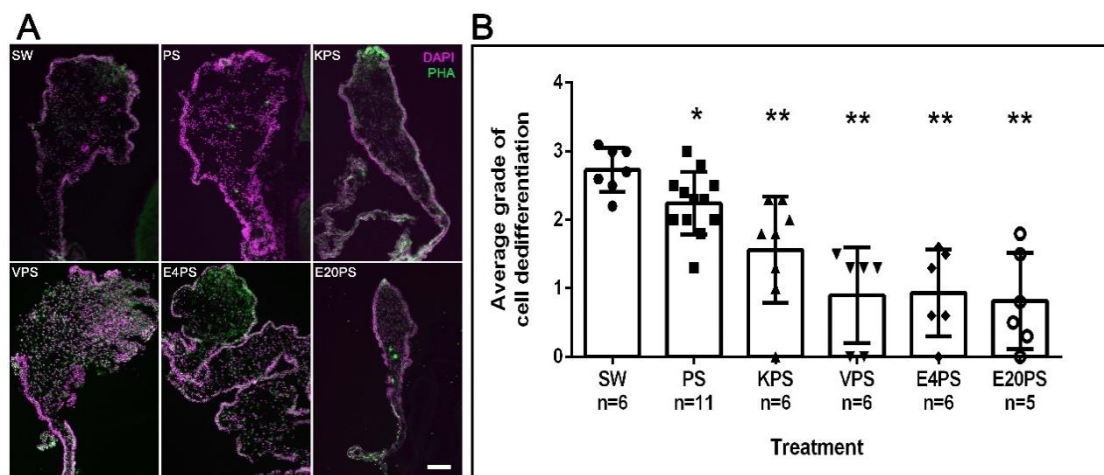 A
SW
PS
KPS
DAPI
PHA
VPS
E4PS
E20PS
B
Average grade of
cell dedifferentiation
4
3
2
1
0
*
**
**
**
**
SW
PS
KPS
VPS
E4PS
E20PS
n=6
n=11
n=6
n=6
n=6
n=5
Treatment